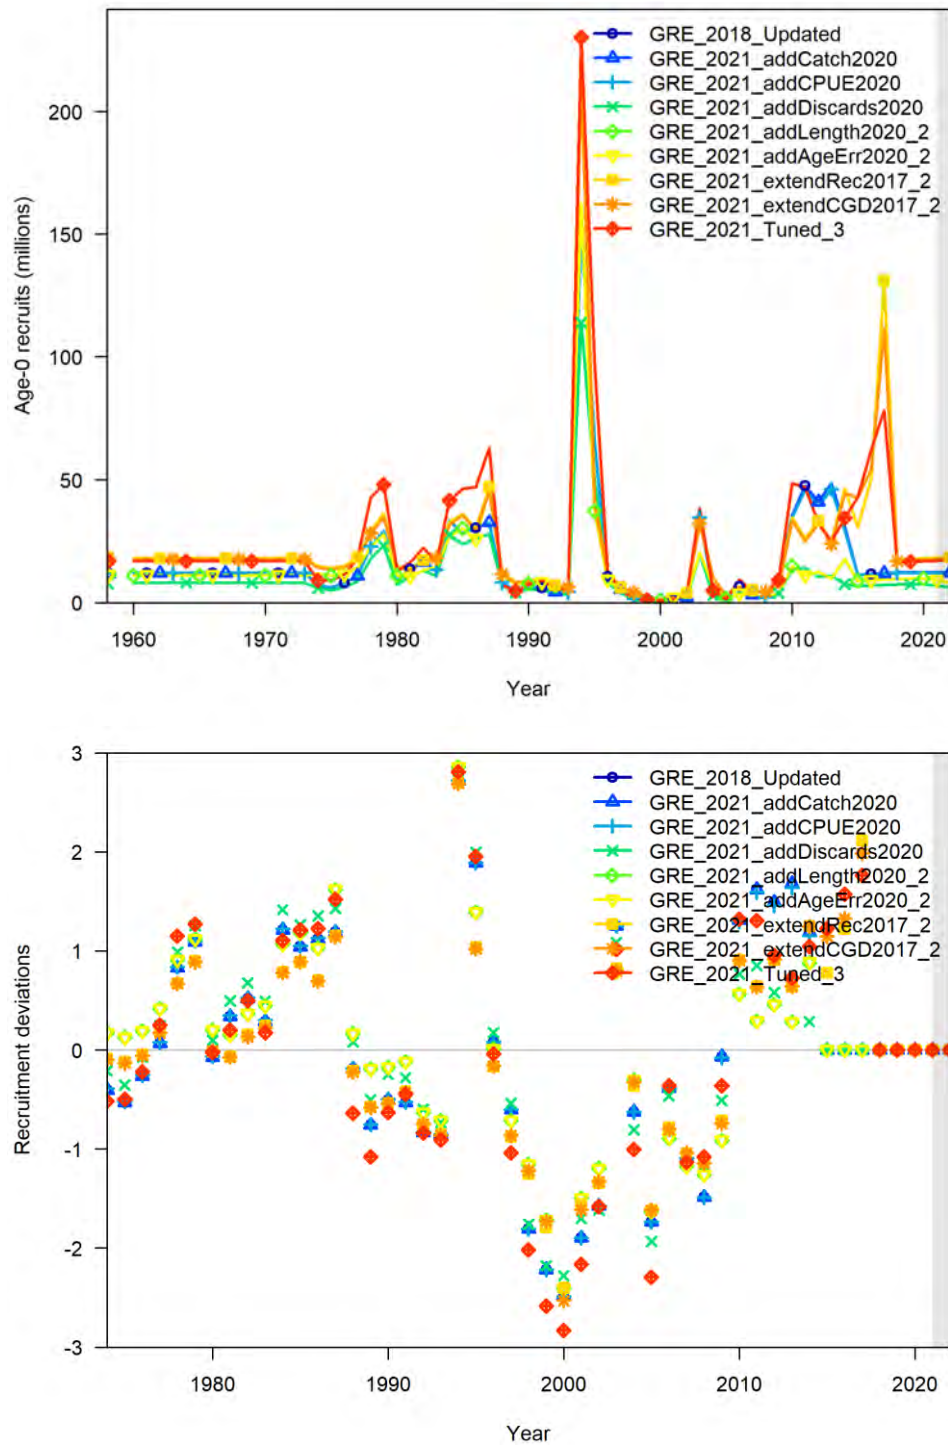 GRE_2018_Updated
GRE_2021_addCatch2020
GRE_2021_addCPUE2020
GRE_2021_addDiscards2020
GRE_2021_addLength2020_2
GRE_2021_addAgeErr2020_2
GRE_2021_extendRec2017_2
GRE_2021_extendCGD2017_2
GRE_2021_Tuned_3
Age-0 recruits (millions)
200
150
100
50
0
1960 1970 1980 1990 2000 2010 2020
Year
GRE_2018_Updated
GRE_2021_addCatch2020
GRE_2021_addCPUE2020
GRE_2021_addDiscards2020
GRE_2021_addLength2020_2
GRE_2021_addAgeErr2020_2
GRE_2021_extendRec2017_2
GRE_2021_extendCGD2017_2
GRE_2021_Tuned_3
Recruitment deviations
3
2
1
0
-1
-2
-3
1980 1990 2000 2010 2020
Year